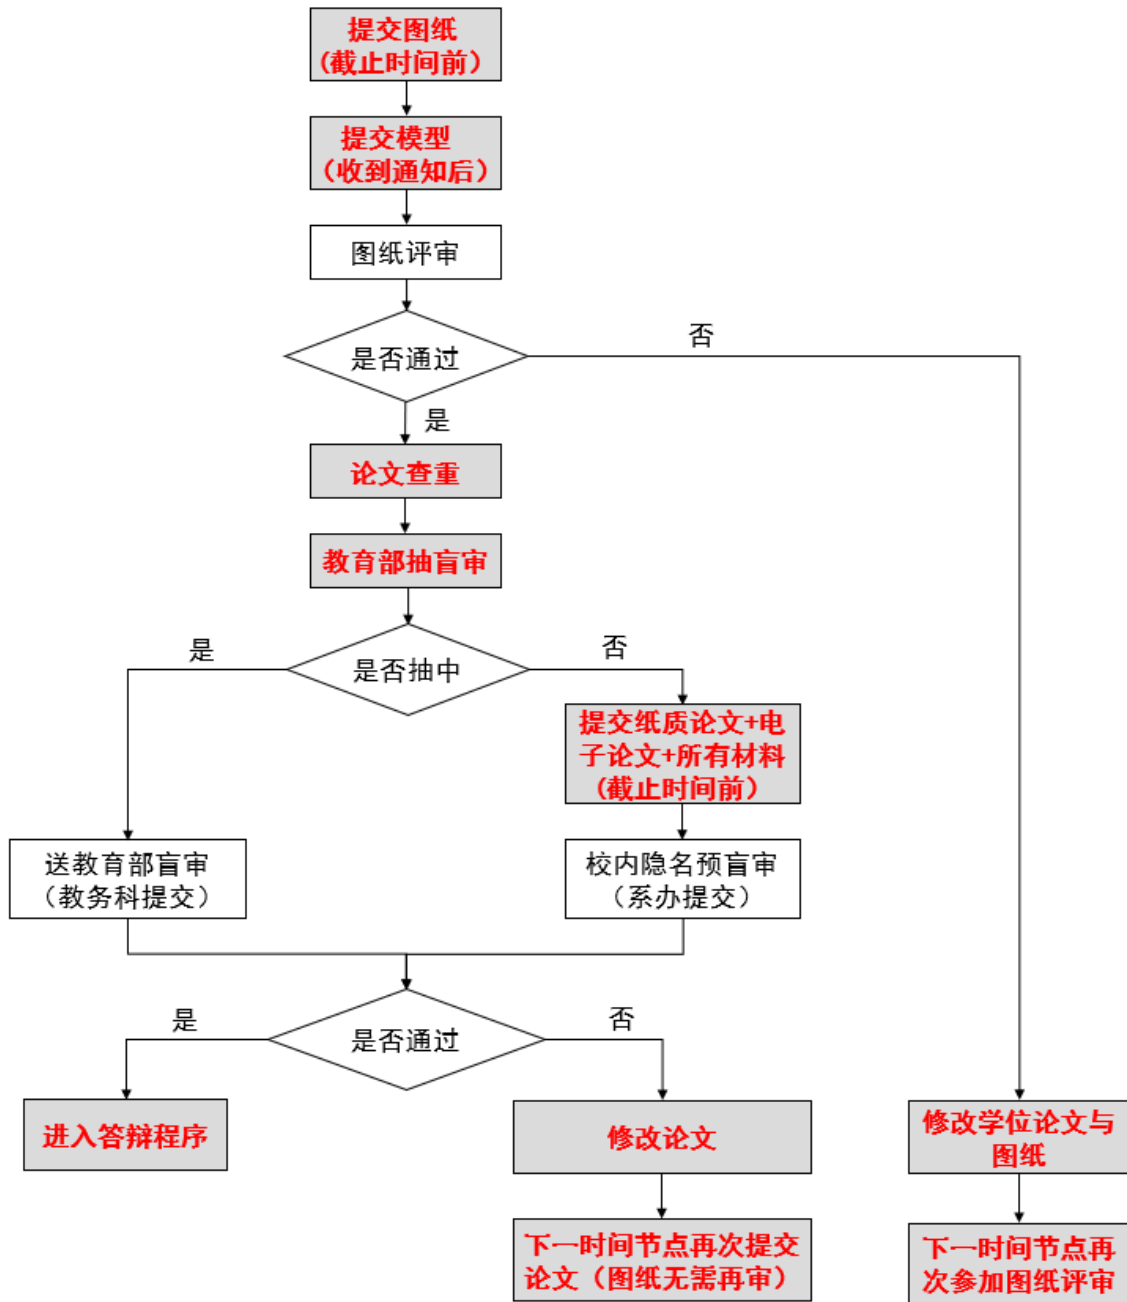 提交图纸
(截止时间前）
提交模型
（收到通知后）
图纸评审
是否通过
否
是
论文查重
教育部抽盲审
是
是否抽中
否
提交纸质论文+电
子论文+所有材料
(截止时间前）
送教育部盲审
（教务科提交）
校内隐名预盲审
（系办提交）
是
是否通过
否
进入答辩程序
修改论文
修改学位论文与
图纸
下一时间节点再次提交
论文（图纸无需再审）
下一时间节点再
次参加图纸评审